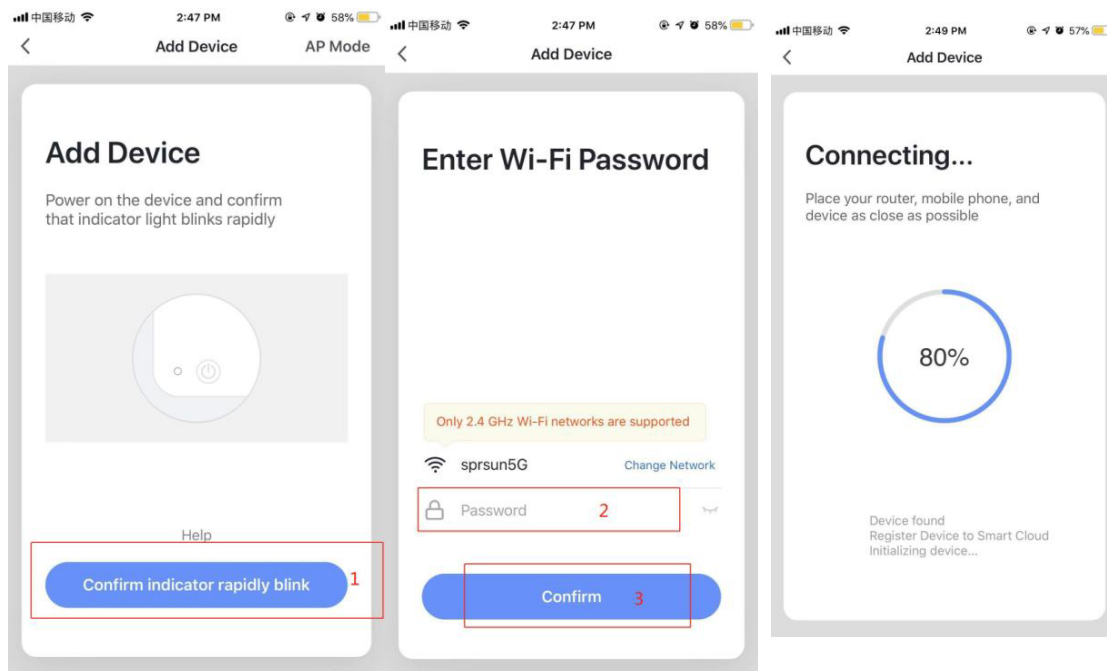 中国移动 2:47 PM 58%
Add Device AP Mode
Add Device
Power on the device and confirm
that indicator light blinks rapidly
Help
Confirm indicator rapidly blink 1
中国移动 2:47 PM 58%
Add Device
Enter Wi-Fi Password
Only 2.4 GHz Wi-Fi networks are supported
sprsun5G Change Network
Password 2
Confirm 3
中国移动 2:49 PM 57%
Add Device
Connecting...
Place your router, mobile phone, and
device as close as possible
80%
Device found
Register Device to Smart Cloud
Initializing device...